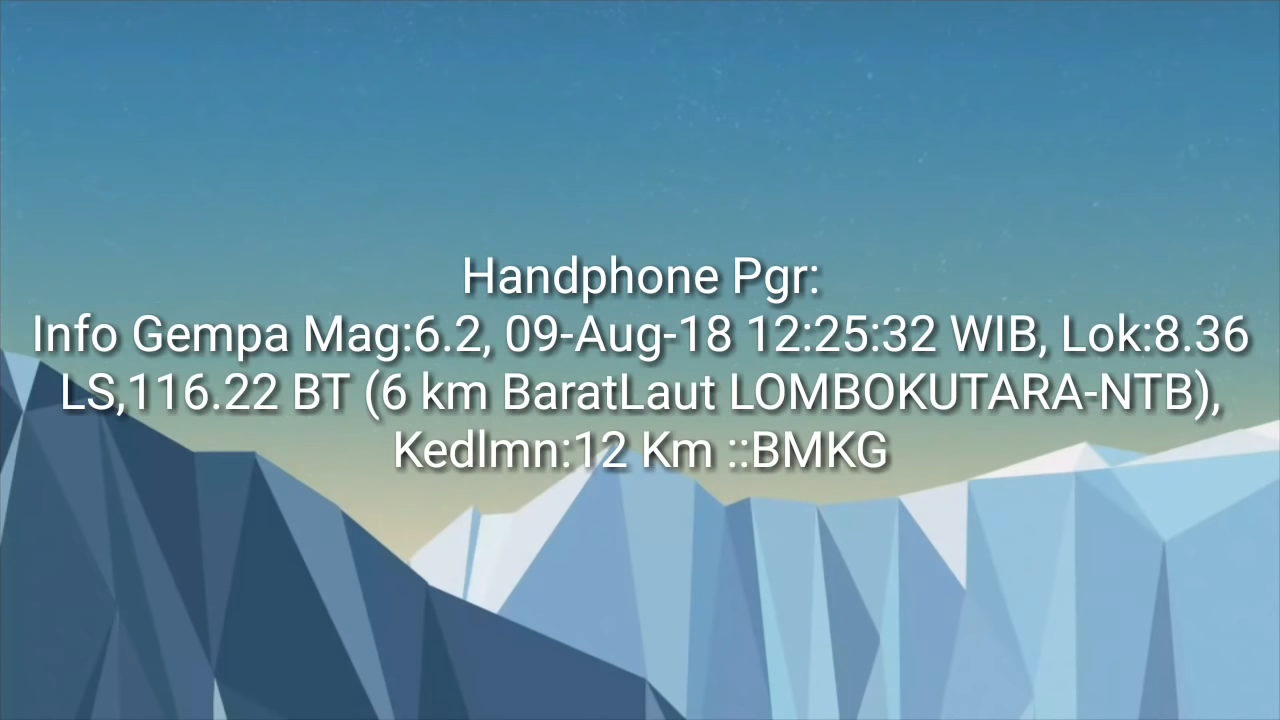 Handphone Pgr:
Info Gempa Mag:6.2, 09-Aug-18 12:25:32 WIB, Lok:8.36
LS,116.22 BT (6 km BaratLaut LOMBOKUTARA-NTB),
Kedlmn:12 Km ::BMKG